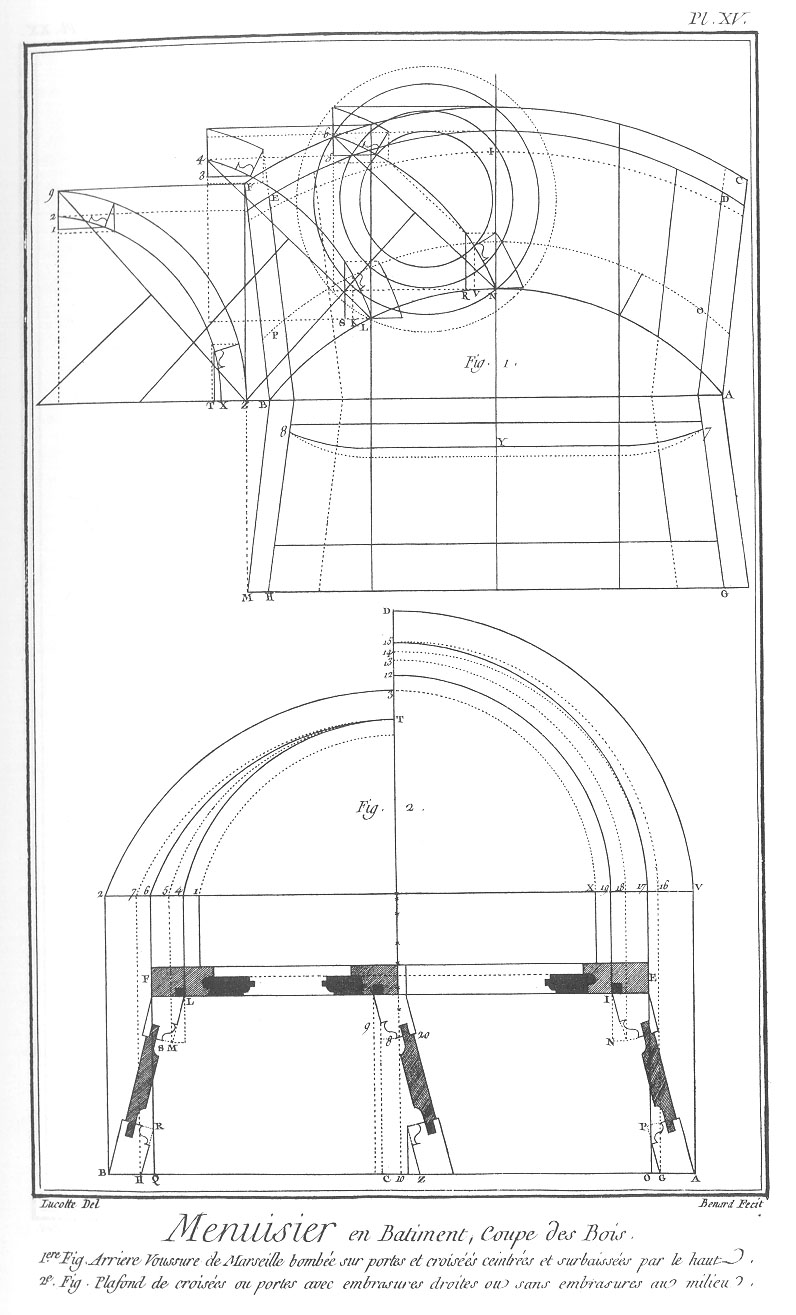 Pl. XV.
9
2
1
4
3
F
E
6
5
I
C
D
O
P
S K L
R V N
Fig. 1.
T X Z B
A
8
Y
7
M H
G
D
15
14
13
12
3
T
Fig. 2.
2 7 6 5 4 1
X 19 18 17 16 V
F
E
L
I
S M
9
8
20
N
R
P
B H Q
C 10 Z
O G A
Lucotte Del
Benard Fecit
Menuisier en Batiment, Coupe des Bois.
1.ere Fig. Arriere Voussure de Marseille bombée sur portes et croisées ceintrées et surbaissées par le haut.
2.e Fig. Plafond de croisées ou portes avec embrasures droites ou sans embrasures au milieu.